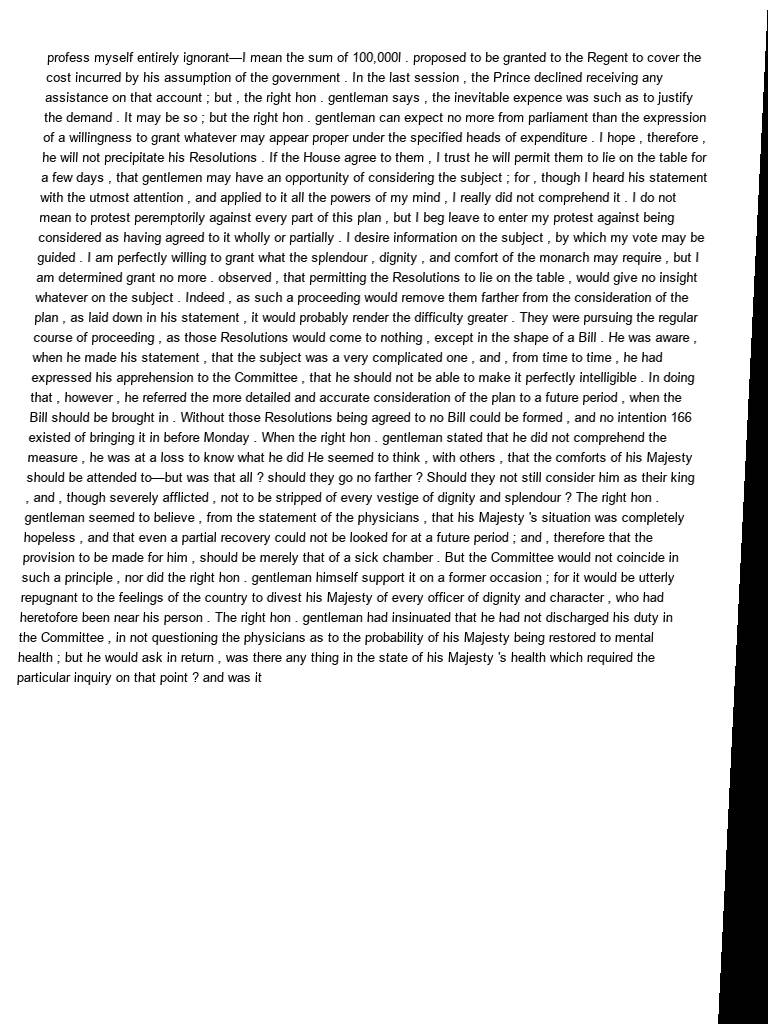 profess myself entirely ignorant—I mean the sum of 100,000l . proposed to be granted to the Regent to cover the
cost incurred by his assumption of the government . In the last session , the Prince declined receiving any
assistance on that account ; but , the right hon . gentleman says , the inevitable expence was such as to justify
the demand . It may be so ; but the right hon . gentleman can expect no more from parliament than the expression
of a willingness to grant whatever may appear proper under the specified heads of expenditure . I hope , therefore ,
he will not precipitate his Resolutions . If the House agree to them , I trust he will permit them to lie on the table for
a few days , that gentlemen may have an opportunity of considering the subject ; for , though I heard his statement
with the utmost attention , and applied to it all the powers of my mind , I really did not comprehend it . I do not
mean to protest peremptorily against every part of this plan , but I beg leave to enter my protest against being
considered as having agreed to it wholly or partially . I desire information on the subject , by which my vote may be
guided . I am perfectly willing to grant what the splendour , dignity , and comfort of the monarch may require , but I
am determined grant no more . observed , that permitting the Resolutions to lie on the table , would give no insight
whatever on the subject . Indeed , as such a proceeding would remove them farther from the consideration of the
plan , as laid down in his statement , it would probably render the difficulty greater . They were pursuing the regular
course of proceeding , as those Resolutions would come to nothing , except in the shape of a Bill . He was aware ,
when he made his statement , that the subject was a very complicated one , and , from time to time , he had
expressed his apprehension to the Committee , that he should not be able to make it perfectly intelligible . In doing
that , however , he referred the more detailed and accurate consideration of the plan to a future period , when the
Bill should be brought in . Without those Resolutions being agreed to no Bill could be formed , and no intention 166
existed of bringing it in before Monday . When the right hon . gentleman stated that he did not comprehend the
measure , he was at a loss to know what he did He seemed to think , with others , that the comforts of his Majesty
should be attended to—but was that all ? should they go no farther ? Should they not still consider him as their king
, and , though severely afflicted , not to be stripped of every vestige of dignity and splendour ? The right hon .
gentleman seemed to believe , from the statement of the physicians , that his Majesty 's situation was completely
hopeless , and that even a partial recovery could not be looked for at a future period ; and , therefore that the
provision to be made for him , should be merely that of a sick chamber . But the Committee would not coincide in
such a principle , nor did the right hon . gentleman himself support it on a former occasion ; for it would be utterly
repugnant to the feelings of the country to divest his Majesty of every officer of dignity and character , who had
heretofore been near his person . The right hon . gentleman had insinuated that he had not discharged his duty in
the Committee , in not questioning the physicians as to the probability of his Majesty being restored to mental
health ; but he would ask in return , was there any thing in the state of his Majesty 's health which required the
particular inquiry on that point ? and was it